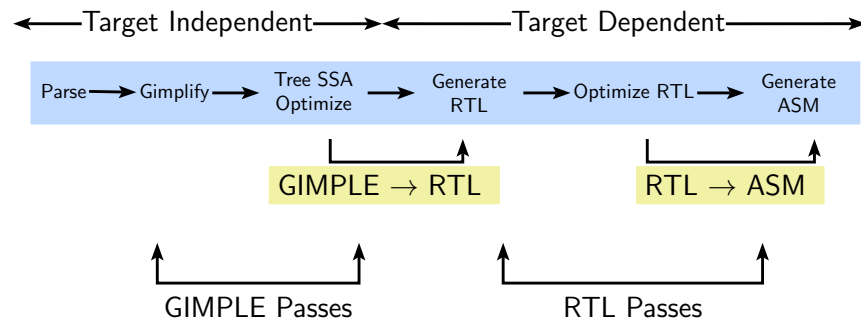 Target Independent
Target Dependent
Parse
Gimplify
Tree SSA
Optimize
Generate
RTL
Optimize RTL
Generate
ASM
GIMPLE → RTL
RTL → ASM
GIMPLE Passes
RTL Passes